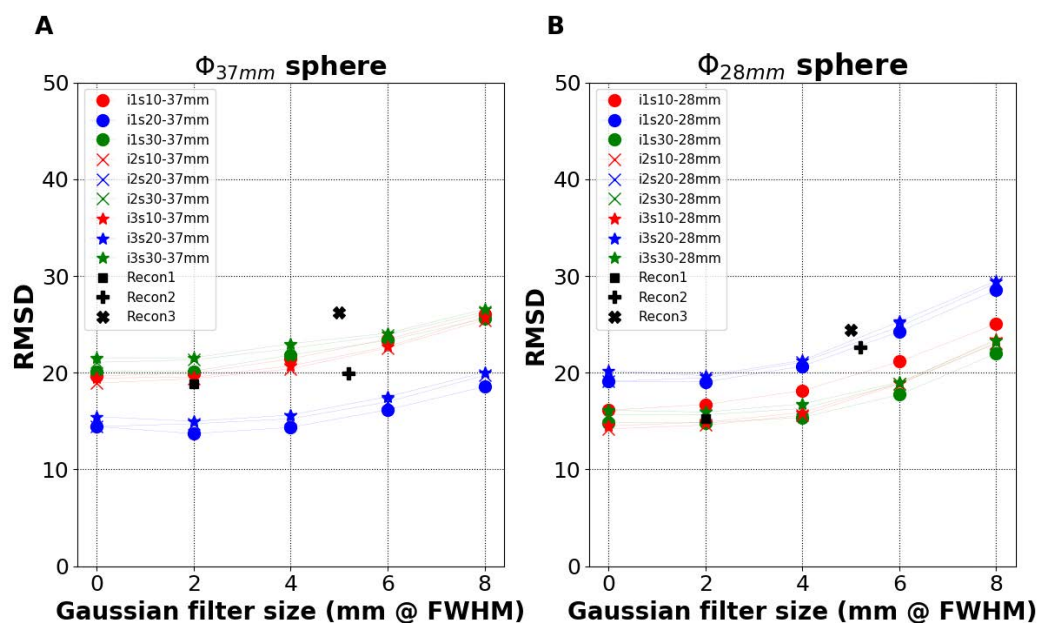 A
Φ37mm sphere
50
40
30
20
10
0
RMSD
i1s10-37mm
i1s20-37mm
i1s30-37mm
i2s10-37mm
i2s20-37mm
i2s30-37mm
i3s10-37mm
i3s20-37mm
i3s30-37mm
Recon1
Recon2
Recon3
0 2 4 6 8
Gaussian filter size (mm @ FWHM)
B
Φ28mm sphere
50
40
30
20
10
0
RMSD
i1s10-28mm
i1s20-28mm
i1s30-28mm
i2s10-28mm
i2s20-28mm
i2s30-28mm
i3s10-28mm
i3s20-28mm
i3s30-28mm
Recon1
Recon2
Recon3
0 2 4 6 8
Gaussian filter size (mm @ FWHM)